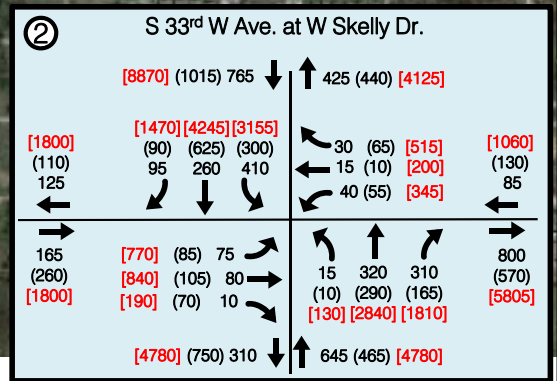 ② S 33rd W Ave. at W Skelly Dr.
[8870] (1015) 765
425 (440) [4125]
[1470] [4245] [3155]
(90) (625) (300)
95 260 410
[1800]
(110)
125
30 (65) [515]
15 (10) [200]
40 (55) [345]
[1060]
(130)
85
165
(260)
[1800]
[770] (85) 75
[840] (105) 80
[190] (70) 10
15 320 310
(10) (290) (165)
[130] [2840] [1810]
800
(570)
[5805]
[4780] (750) 310
645 (465) [4780]